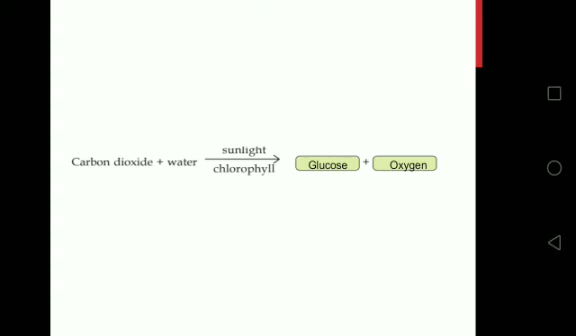 sunlight
Carbon dioxide + water
chlorophyll
Glucose + Oxygen